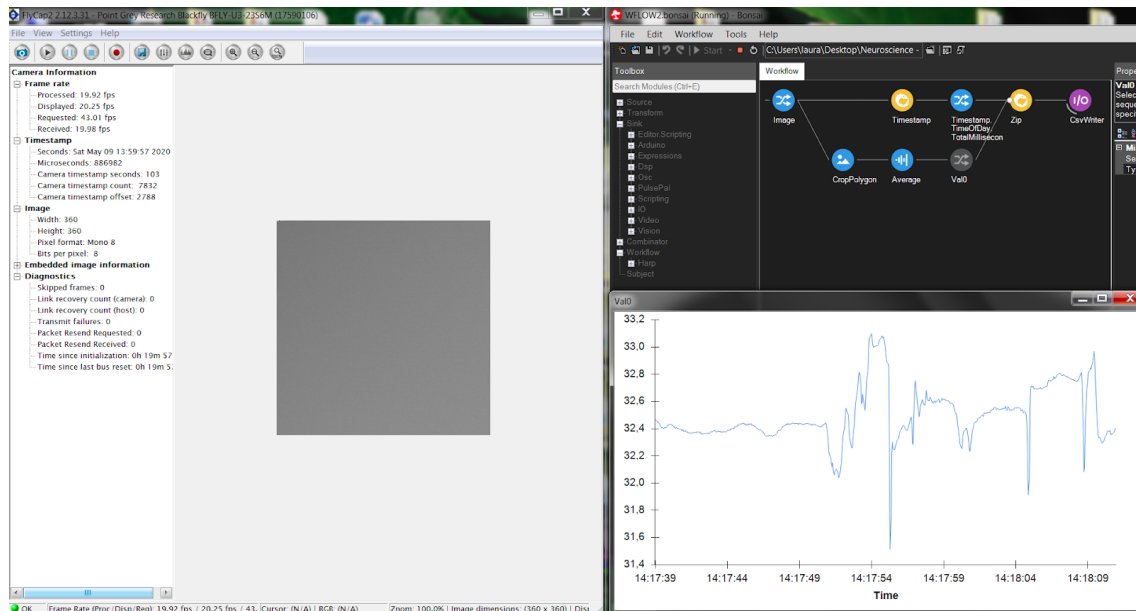 FlyCap2 2.12.3.31 - Point Grey Research Blackfly BFLY-U3-23S6M (17590106)
File View Settings Help
Camera Information
Frame rate
Processed: 19.92 fps
Displayed: 20.25 fps
Requested: 43.01 fps
Received: 19.98 fps
Timestamp
Seconds: Sat May 09 13:59:57 2020
Microseconds: 886982
Camera timestamp seconds: 103
Camera timestamp count: 7832
Camera timestamp offset: 2788
Image
Width: 360
Height: 360
Pixel format: Mono 8
Bits per pixel: 8
Embedded image information
Diagnostics
Skipped frames: 0
Link recovery count (camera): 0
Link recovery count (host): 0
Transmit failures: 0
Packet Resend Requested: 0
Packet Resend Received: 0
Time since initialization: 0h 19m 57
Time since last bus reset: 0h 19m 5
OK Frame Rate (Proc/Disp/Req): 19.92 / 20.25 fps / 43. Cursor: (N/A) | RGB: (N/A) Zoom: 100.0% | Image dimensions: (360 x 360) |
WFLOW2.bonsai (Running) - Bonsai
File Edit Workflow Tools Help
Start C:\Users\laura\Desktop\Neuroscience -
Toolbox
Search Modules (Ctrl+E)
Source
Transform
Sink
Editor.Scripting
Arduino
Expressions
Dsp
Osc
PulsePal
Scripting
IO
Video
Vision
Combinator
Workflow
Harp
Subject
Workflow
Image
Timestamp
Timestamp.
TimeOfDay.
TotalMillisecon
Zip
CsvWriter
CropPolygon
Average
Val0
Prope
Val0
Selec
seque
specif
Mi
Se
Ty
Val0
33,2
33,0
32,8
32,6
32,4
32,2
32,0
31,8
31,6
31,4
14:17:39 14:17:44 14:17:49 14:17:54 14:17:59 14:18:04 14:18:09
Time